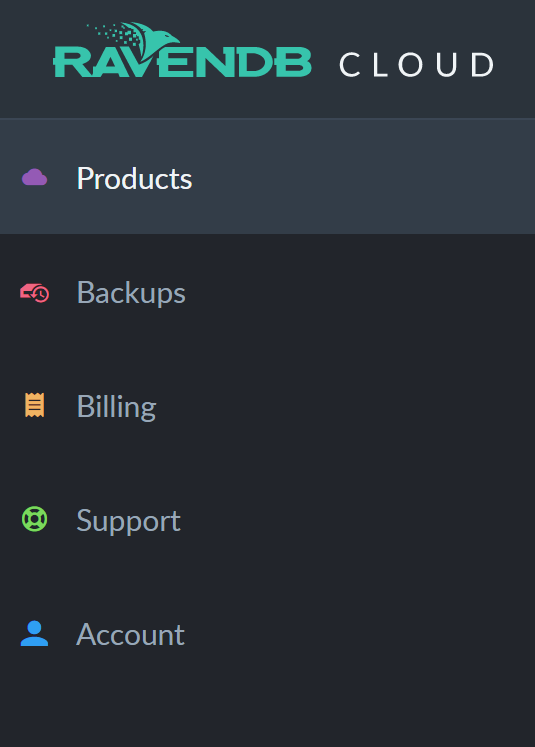 RAVENDB CLOUD
Products
Backups
Billing
Support
Account